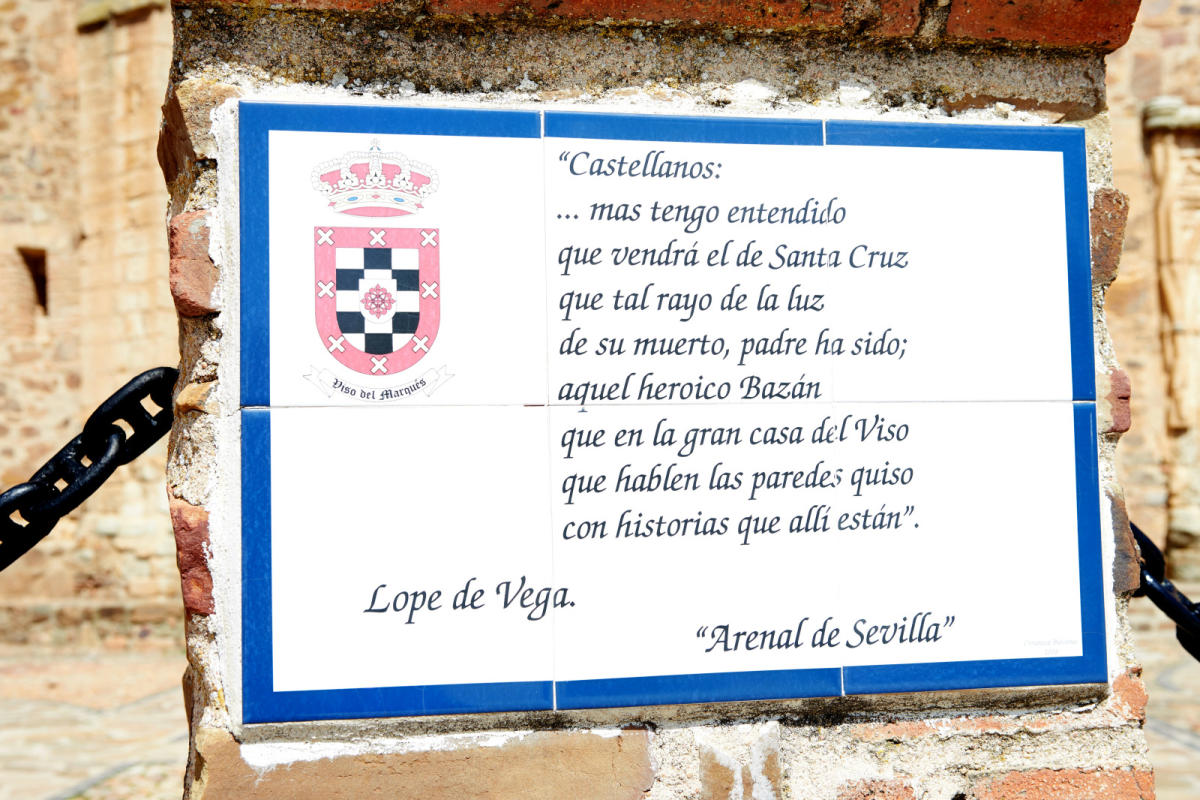 Viso del Marqués
“Castellanos:
... mas tengo entendido
que vendrá el de Santa Cruz
que tal rayo de la luz
de su muerto, padre ha sido;
aquel heroico Bazán
que en la gran casa del Viso
que hablen las paredes quiso
con historias que allí están”.
Lope de Vega.
“Arenal de Sevilla”